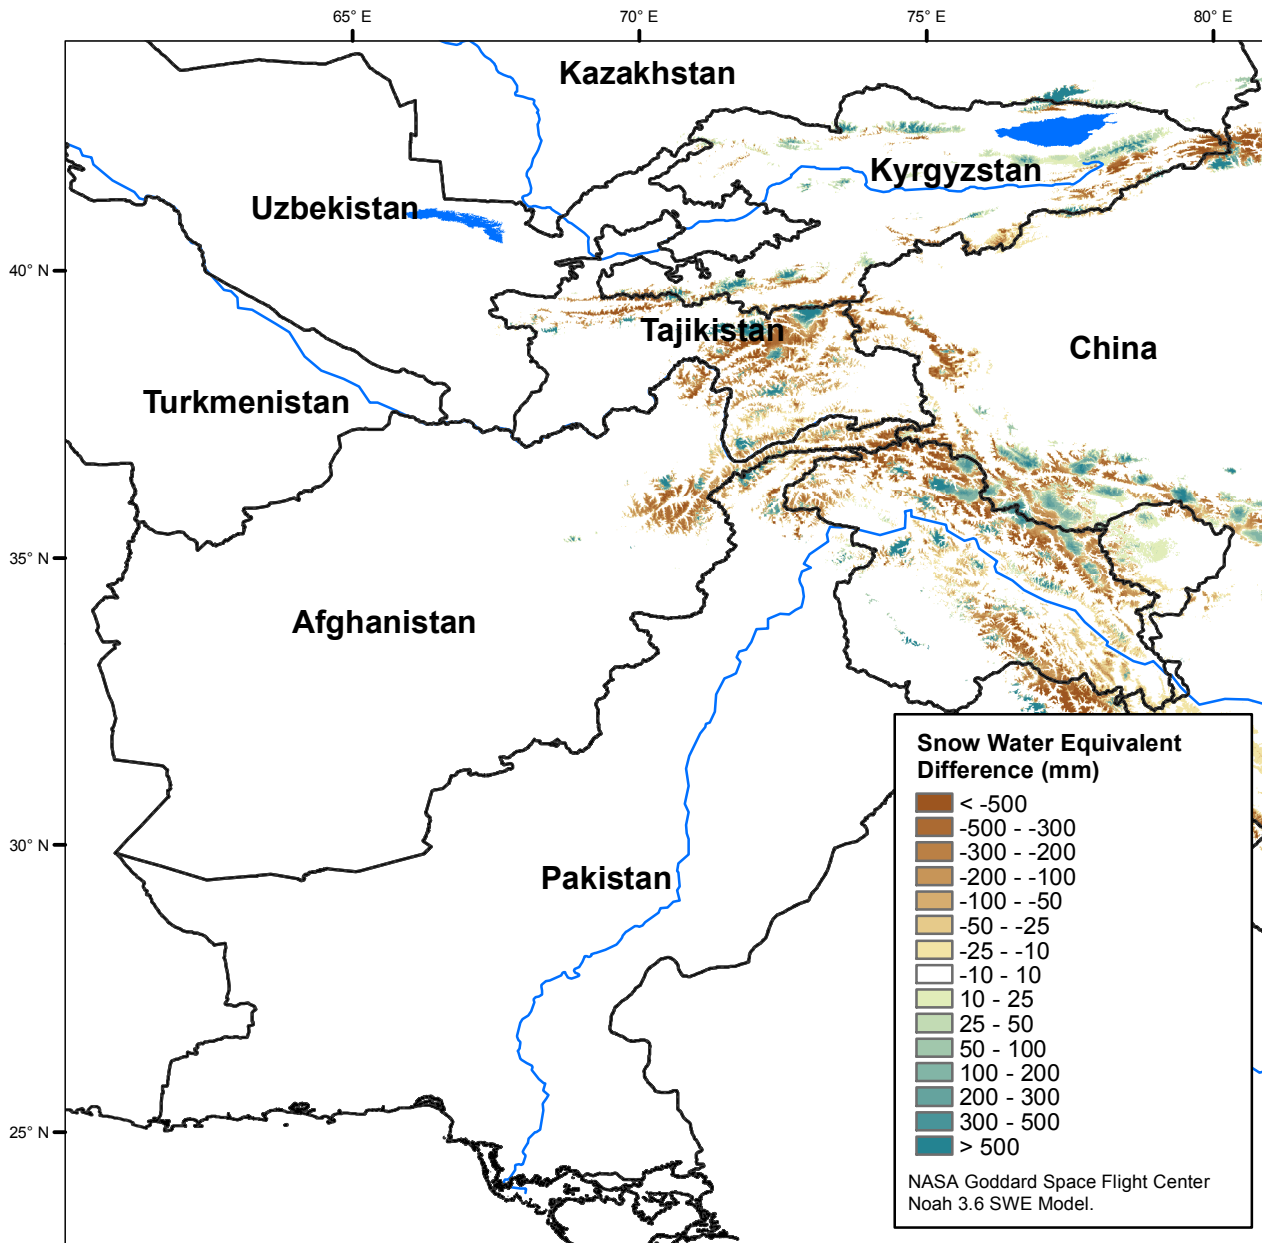 65° E
70° E
75° E
80° E
Kazakhstan
Kyrgyzstan
Uzbekistan
40° N
Tajikistan
China
Turkmenistan
35° N
Afghanistan
30° N
Pakistan
25° N
Snow Water Equivalent
Difference (mm)
< -500
-500 - -300
-300 - -200
-200 - -100
-100 - -50
-50 - -25
-25 - -10
-10 - 10
10 - 25
25 - 50
50 - 100
100 - 200
200 - 300
300 - 500
> 500
NASA Goddard Space Flight Center
Noah 3.6 SWE Model.